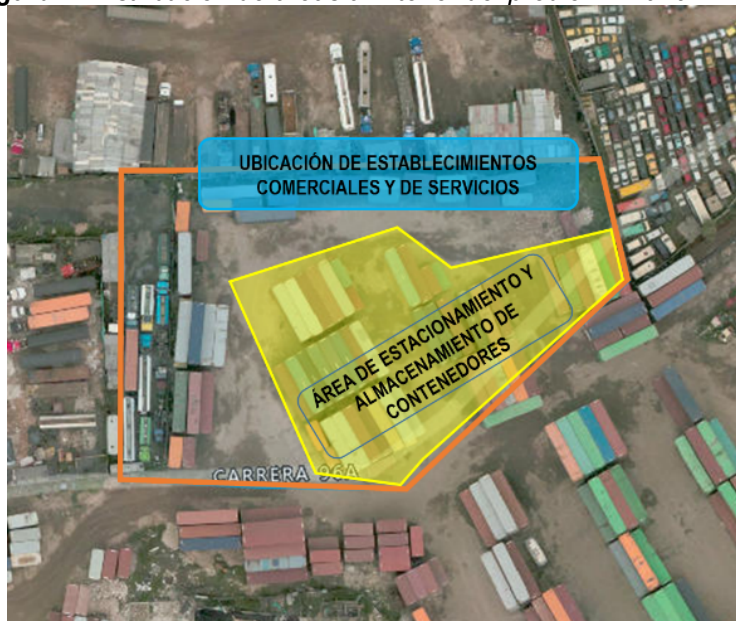 UBICACIÓN DE ESTABLECIMIENTOS
COMERCIALES Y DE SERVICIOS
ÁREA DE ESTACIONAMIENTO Y
ALMACENAMIENTO DE
CONTENEDORES
CARRERA 96A